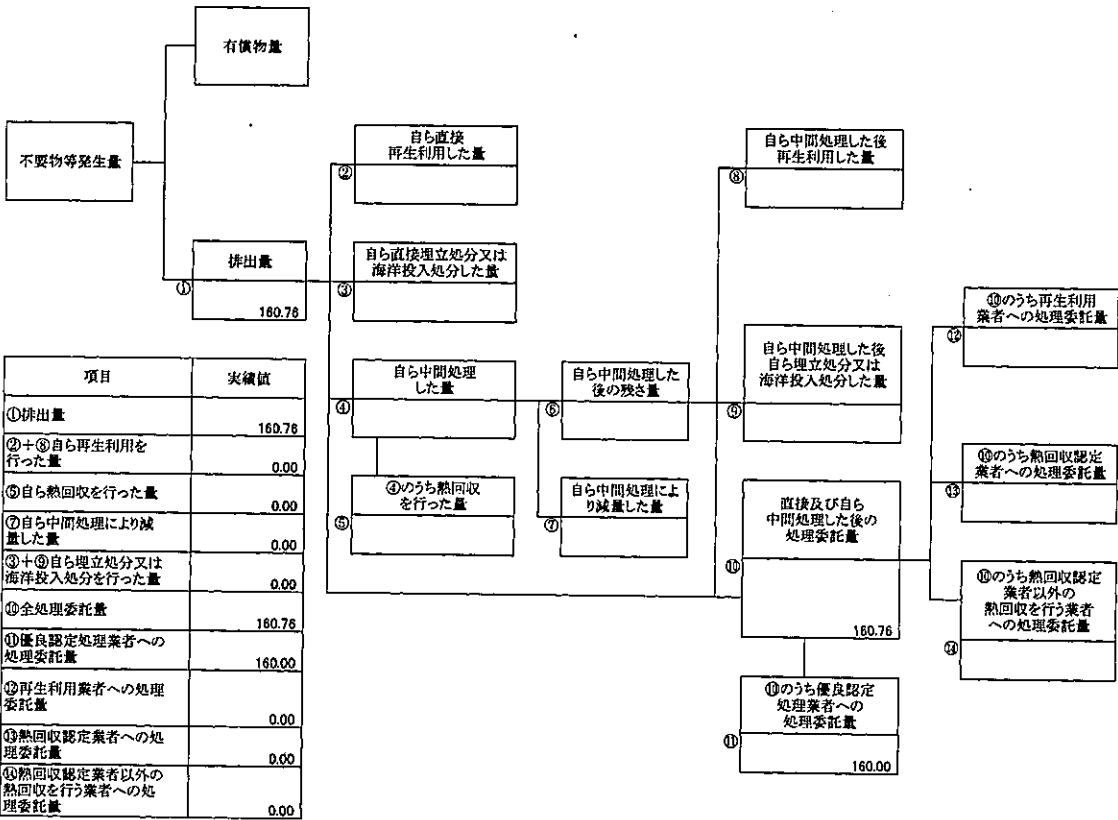 有償物量
不要物等発生量
①
排出量
160.76
②
自ら直接
再生利用した量
③
自ら直接埋立処分又は
海洋投入処分した量
④
自ら中間処理
した量
⑤
④のうち熱回収
を行った量
⑥
自ら中間処理した
後の残さ量
⑦
自ら中間処理によ
り減量した量
⑧
自ら中間処理した後
再生利用した量
⑨
自ら中間処理した後
自ら埋立処分又は
海洋投入処分した量
⑩
直接及び自ら
中間処理した後の
処理委託量
160.76
⑪
⑩のうち優良認定
処理業者への
処理委託量
160.00
⑫
⑩のうち再生利用
業者への処理委託量
⑬
⑩のうち熱回収認定
業者への処理委託量
⑭
⑩のうち熱回収認定
業者以外の
熱回収を行う業者
への処理委託量
項目 実績値
①排出量 160.76
②+⑧自ら再生利用を
行った量 0.00
⑤自ら熱回収を行った量 0.00
⑦自ら中間処理により減
量した量 0.00
③+⑨自ら埋立処分又は
海洋投入処分を行った量 0.00
⑩全処理委託量 160.76
⑪優良認定処理業者への
処理委託量 160.00
⑫再生利用業者への処理
委託量 0.00
⑬熱回収認定業者への処
理委託量 0.00
⑭熱回収認定業者以外の
熱回収を行う業者への処
理委託量 0.00